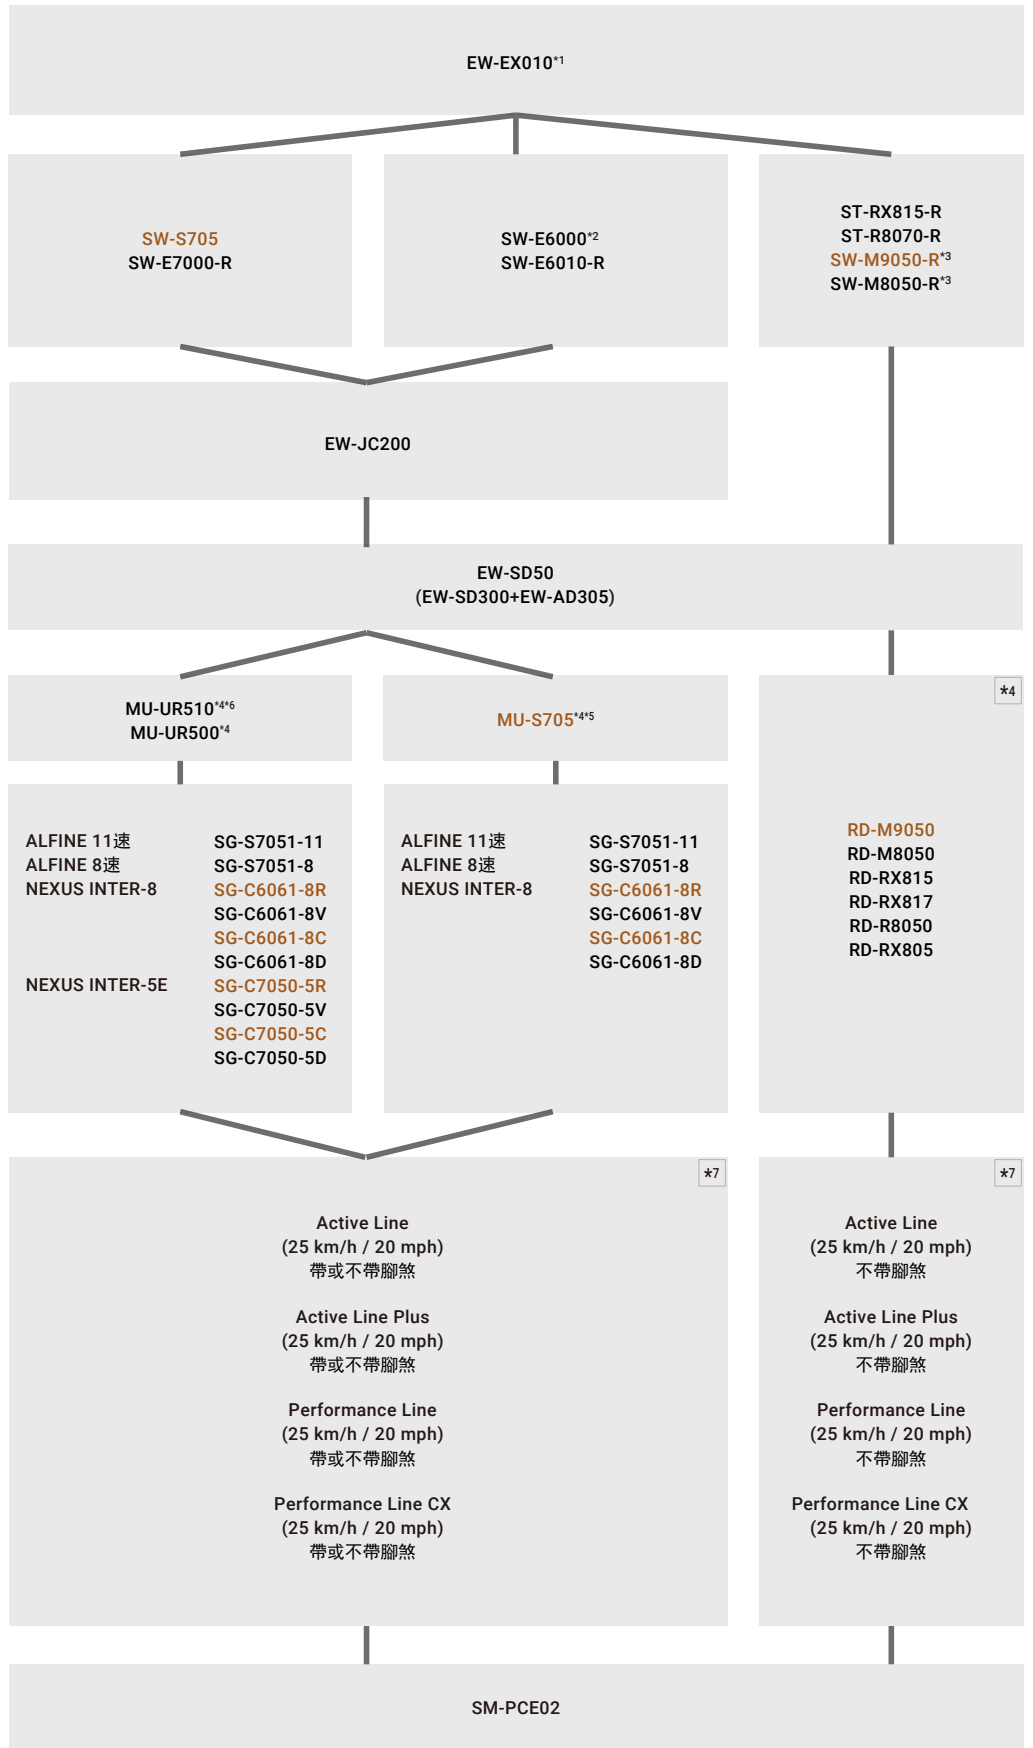 EW-EX010*1
SW-S705
SW-E7000-R
SW-E6000*2
SW-E6010-R
ST-RX815-R
ST-R8070-R
SW-M9050-R*3
SW-M8050-R*3
EW-JC200
EW-SD50
(EW-SD300+EW-AD305)
MU-UR510*4*6
MU-UR500*4
MU-S705*4*5
*4
ALFINE 11速 SG-S7051-11
ALFINE 8速 SG-S7051-8
NEXUS INTER-8 SG-C6061-8R
SG-C6061-8V
SG-C6061-8C
SG-C6061-8D
NEXUS INTER-5E SG-C7050-5R
SG-C7050-5V
SG-C7050-5C
SG-C7050-5D
ALFINE 11速 SG-S7051-11
ALFINE 8速 SG-S7051-8
NEXUS INTER-8 SG-C6061-8R
SG-C6061-8V
SG-C6061-8C
SG-C6061-8D
RD-M9050
RD-M8050
RD-RX815
RD-RX817
RD-R8050
RD-RX805
*7
Active Line
(25 km/h / 20 mph)
帶或不帶腳煞
Active Line Plus
(25 km/h / 20 mph)
帶或不帶腳煞
Performance Line
(25 km/h / 20 mph)
帶或不帶腳煞
Performance Line CX
(25 km/h / 20 mph)
帶或不帶腳煞
*7
Active Line
(25 km/h / 20 mph)
不帶腳煞
Active Line Plus
(25 km/h / 20 mph)
不帶腳煞
Performance Line
(25 km/h / 20 mph)
不帶腳煞
Performance Line CX
(25 km/h / 20 mph)
不帶腳煞
SM-PCE02